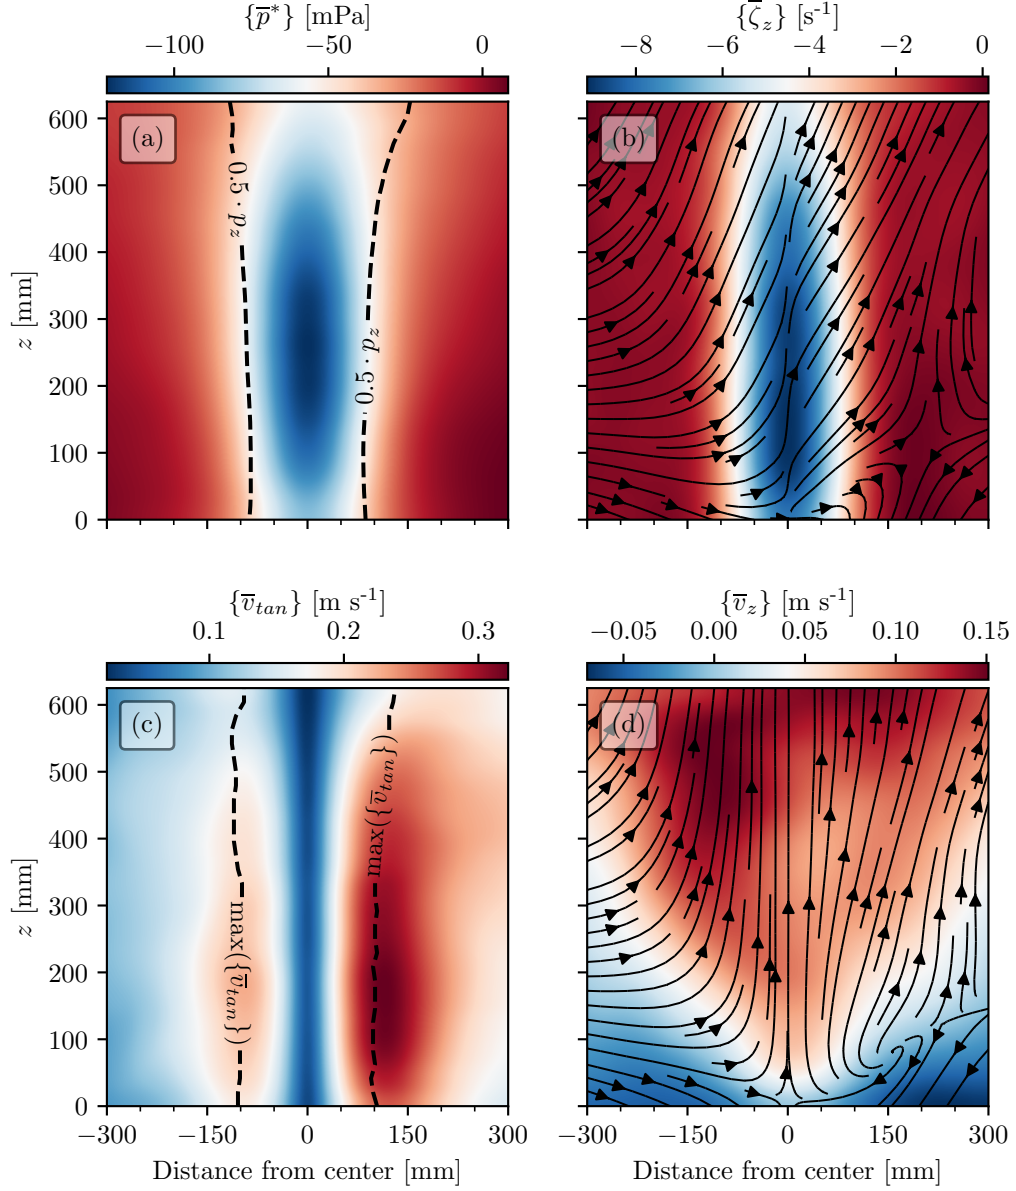 {p̅*} [mPa]
−100 −50 0
{ζ̅z} [s-1]
−8 −6 −4 −2 0
(a)
0.5 · pz
0.5 · pz
600
500
400
300
200
100
0
z [mm]
(b)
{v̅tan} [m s-1]
0.1 0.2 0.3
{v̅z} [m s-1]
−0.05 0.00 0.05 0.10 0.15
(c)
max({v̅tan})
max({v̅tan})
600
500
400
300
200
100
0
z [mm]
−300 −150 0 150 300
Distance from center [mm]
(d)
−300 −150 0 150 300
Distance from center [mm]